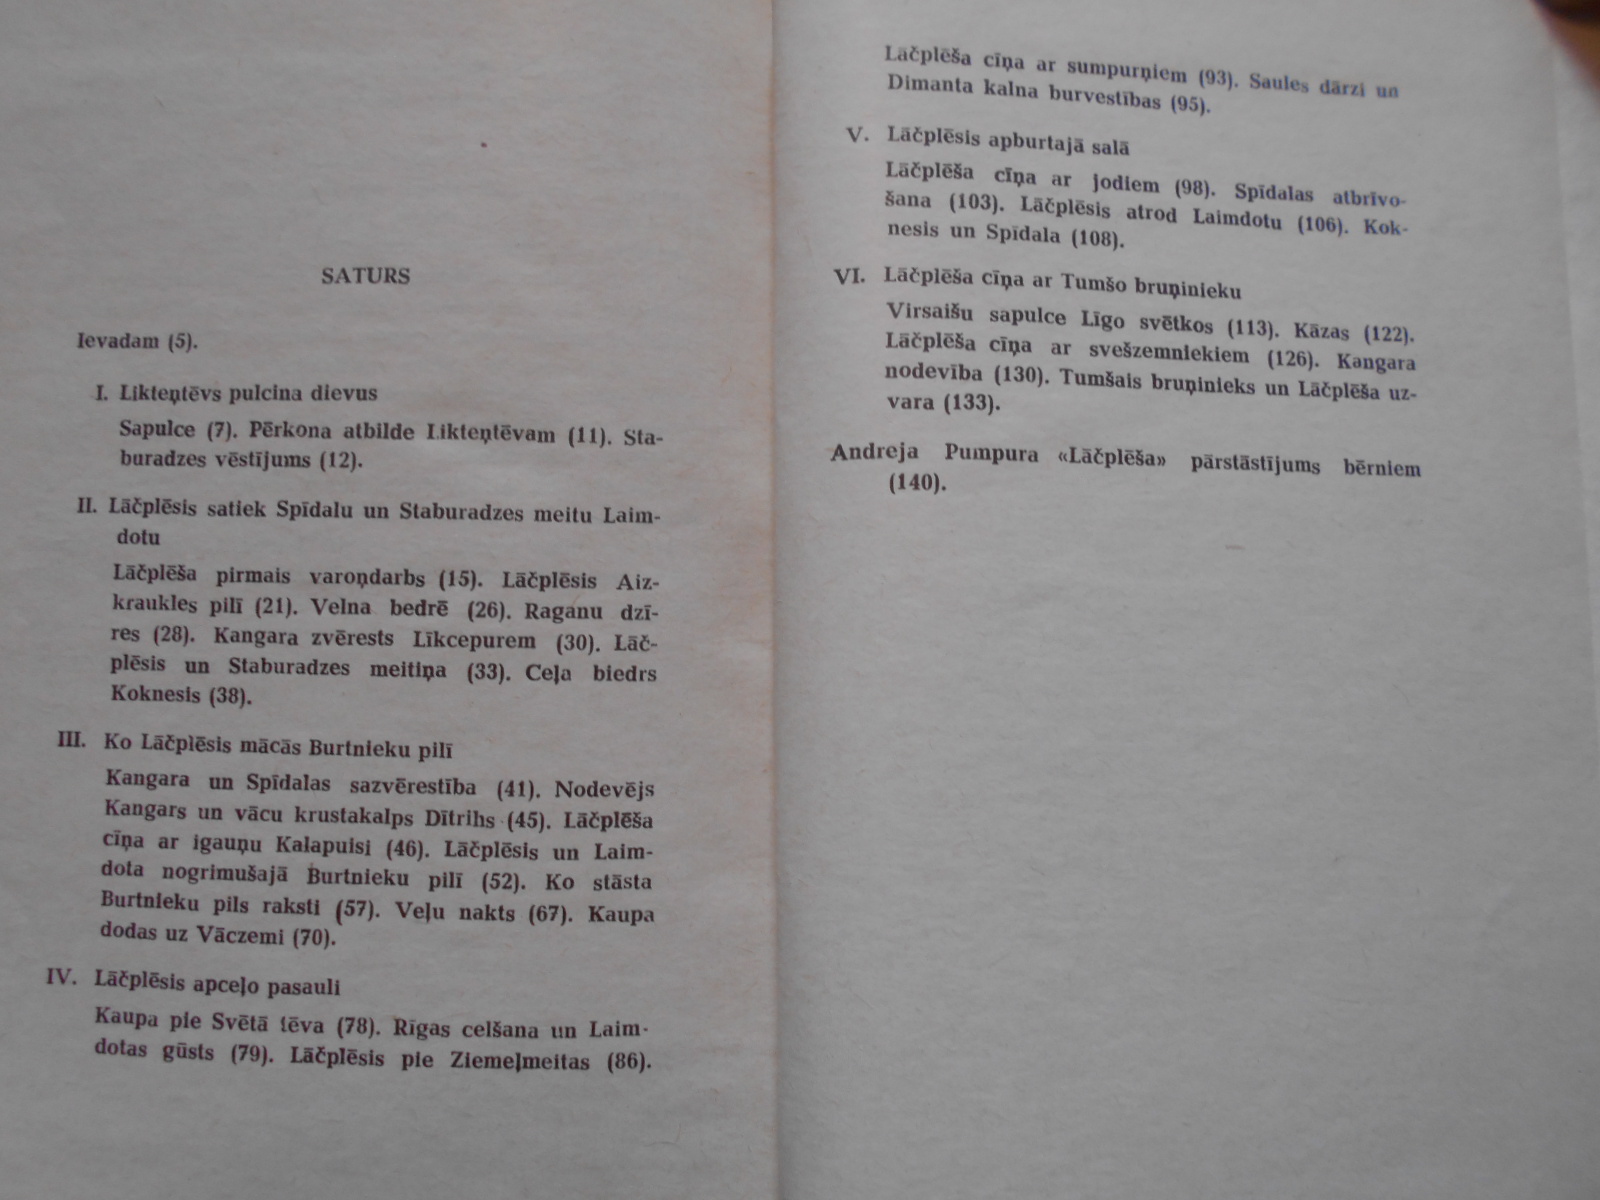 SATURS
Ievadam (5).
I. Likteņtēvs pulcina dievus
Sapulce (7). Pērkona atbilde Likteņtēvam (11). Sta-
buradzes vēstījums (12).
II. Lāčplēsis satiek Spīdalu un Staburadzes meitu Laim-
dotu
Lāčplēša pirmais varoņdarbs (15). Lāčplēsis Aiz-
kraukles pilī (21). Velna bedrē (26). Raganu dzī-
res (28). Kangara zvērests Līkcepurem (30). Lāč-
plēsis un Staburadzes meitiņa (33). Ceļa biedrs
Koknesis (38).
III. Ko Lāčplēsis mācās Burtnieku pilī
Kangara un Spīdalas sazvērestība (41). Nodevējs
Kangars un vācu krustakalps Dītrihs (45). Lāčplēša
cīņa ar igauņu Kalapuisi (46). Lāčplēsis un Laim-
dota nogrimušajā Burtnieku pilī (52). Ko stāsta
Burtnieku pils raksti (57). Veļu nakts (67). Kaupa
dodas uz Vāczemi (70).
IV. Lāčplēsis apceļo pasauli
Kaupa pie Svētā tēva (78). Rīgas celšana un Laim-
dotas gūsts (79). Lāčplēsis pie Ziemeļmeitas (86).
Lāčplēša cīņa ar sumpurņiem (93). Saules dārzi un
Dimanta kalna burvestības (95).
V. Lāčplēsis apburtajā salā
Lāčplēša cīņa ar jodiem (98). Spīdalas atbrīvo-
šana (103). Lāčplēsis atrod Laimdotu (106). Kok-
nesis un Spīdala (108).
VI. Lāčplēša cīņa ar Tumšo bruņinieku
Virsaišu sapulce Līgo svētkos (113). Kāzas (122).
Lāčplēša cīņa ar svešzemniekiem (126). Kangara
nodevība (130). Tumšais bruņinieks un Lāčplēša uz-
vara (133).
Andreja Pumpura «Lāčplēša» pārstāstījums bērniem
(140).